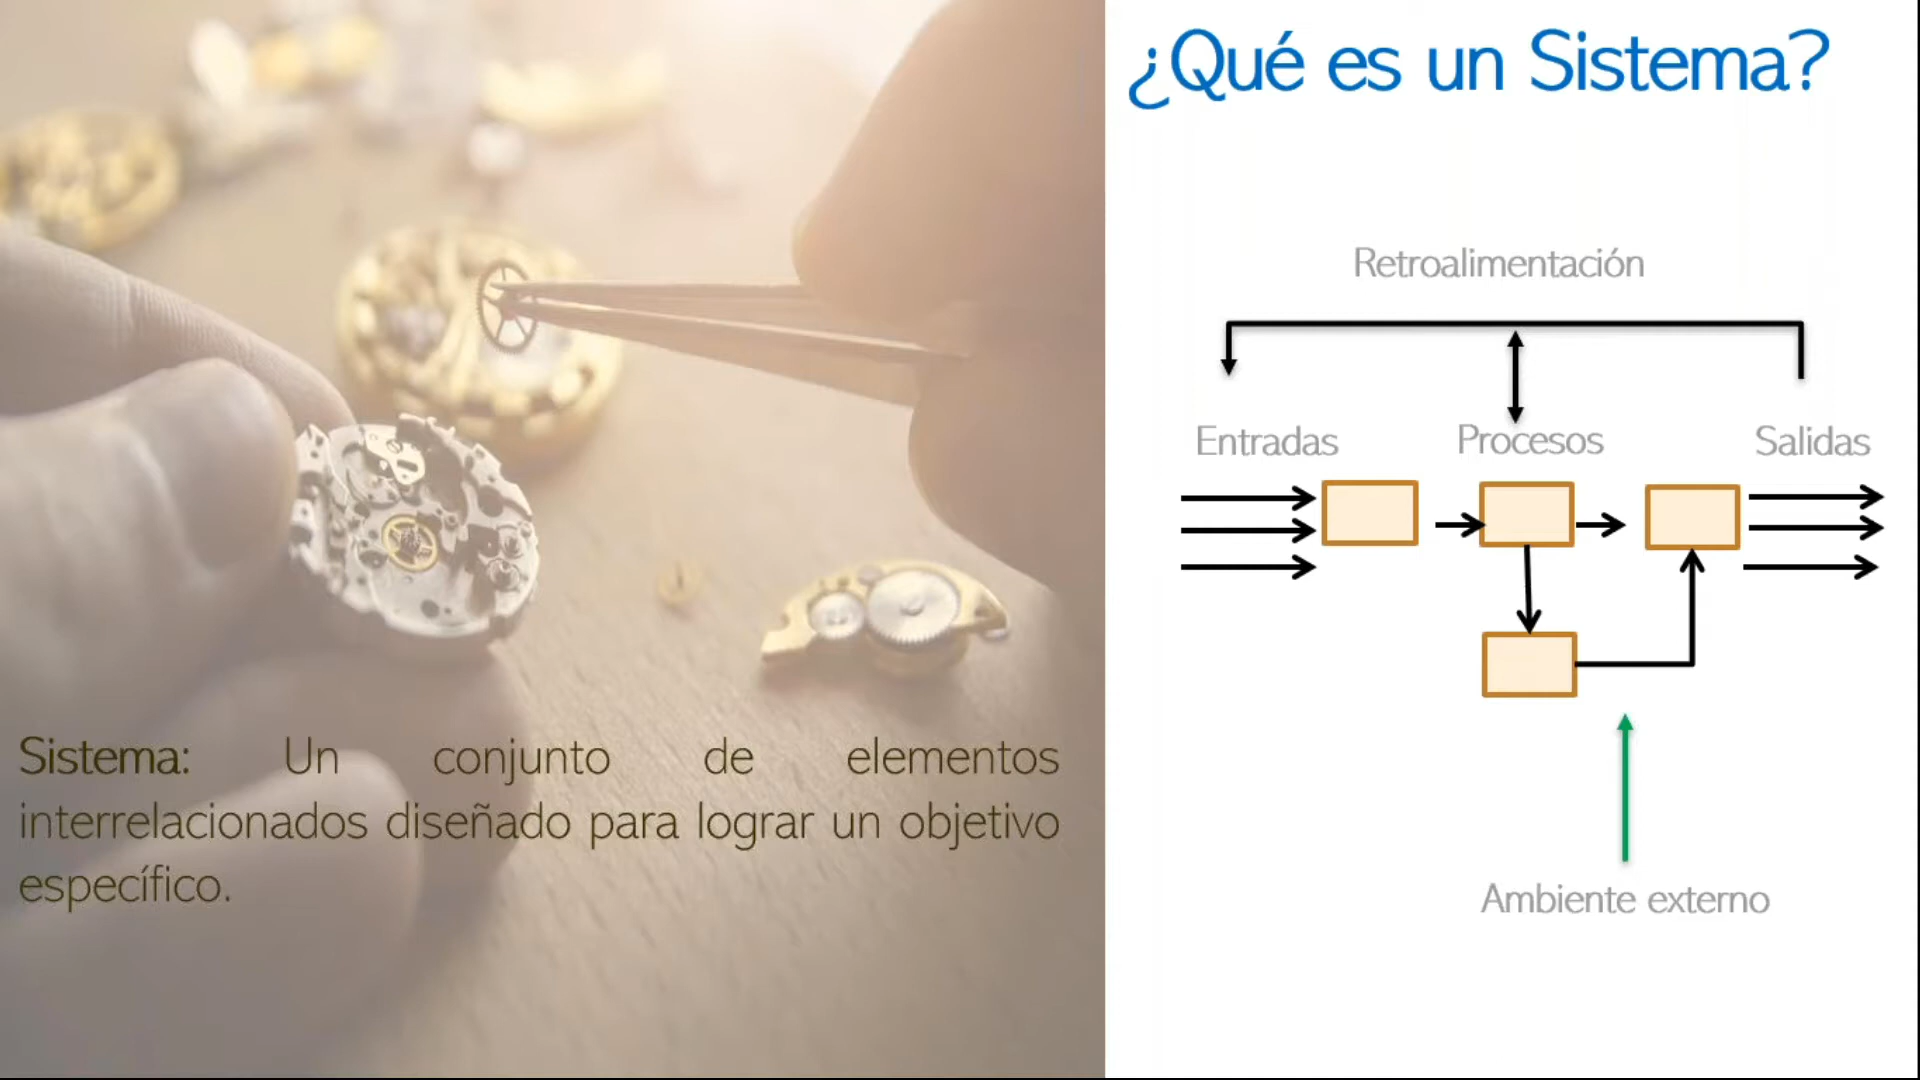 ¿Qué es un Sistema?
Retroalimentación
Entradas
Procesos
Salidas
Ambiente externo
Sistema: Un conjunto de elementos
interrelacionados diseñado para lograr un objetivo
específico.